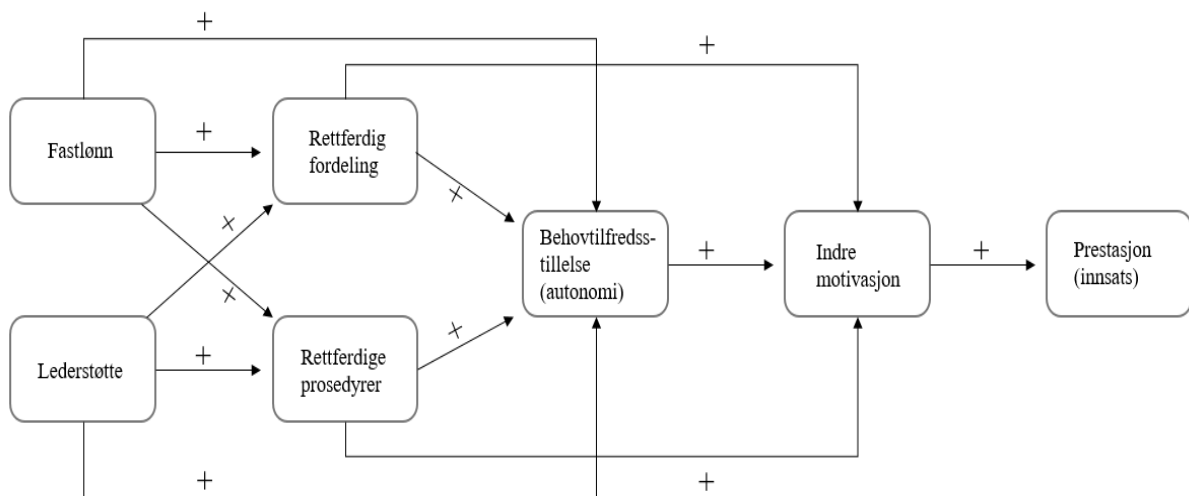 +
+
Fastlønn
+
Rettferdig
fordeling
+
+
+
Behovtilfredss-
tillelse
(autonomi)
+
Indre
motivasjon
+
Prestasjon
(innsats)
Lederstøtte
+
Rettferdige
prosedyrer
+
+
+